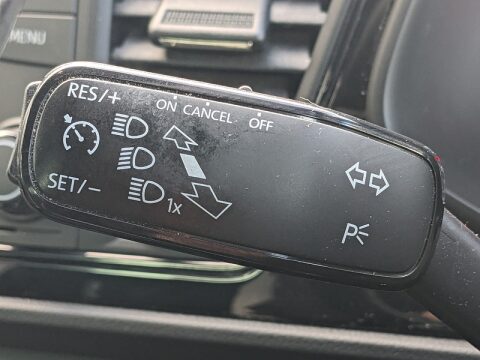 MENU
RES/+
ON CANCEL OFF
SET/-
1x
P